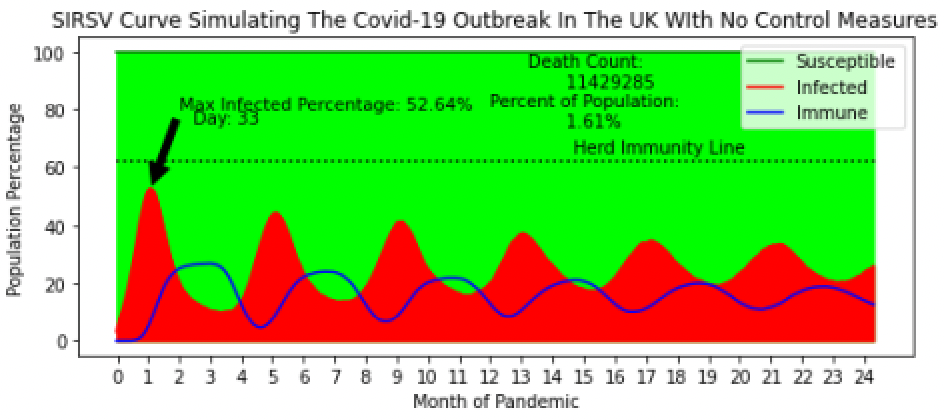 SIRSV Curve Simulating The Covid-19 Outbreak In The UK WIth No Control Measures
Population Percentage
100
80
60
40
20
0
Max Infected Percentage: 52.64%
Day: 33
Death Count:
11429285
Percent of Population:
1.61%
Herd Immunity Line
Susceptible
Infected
Immune
0 1 2 3 4 5 6 7 8 9 10 11 12 13 14 15 16 17 18 19 20 21 22 23 24
Month of Pandemic